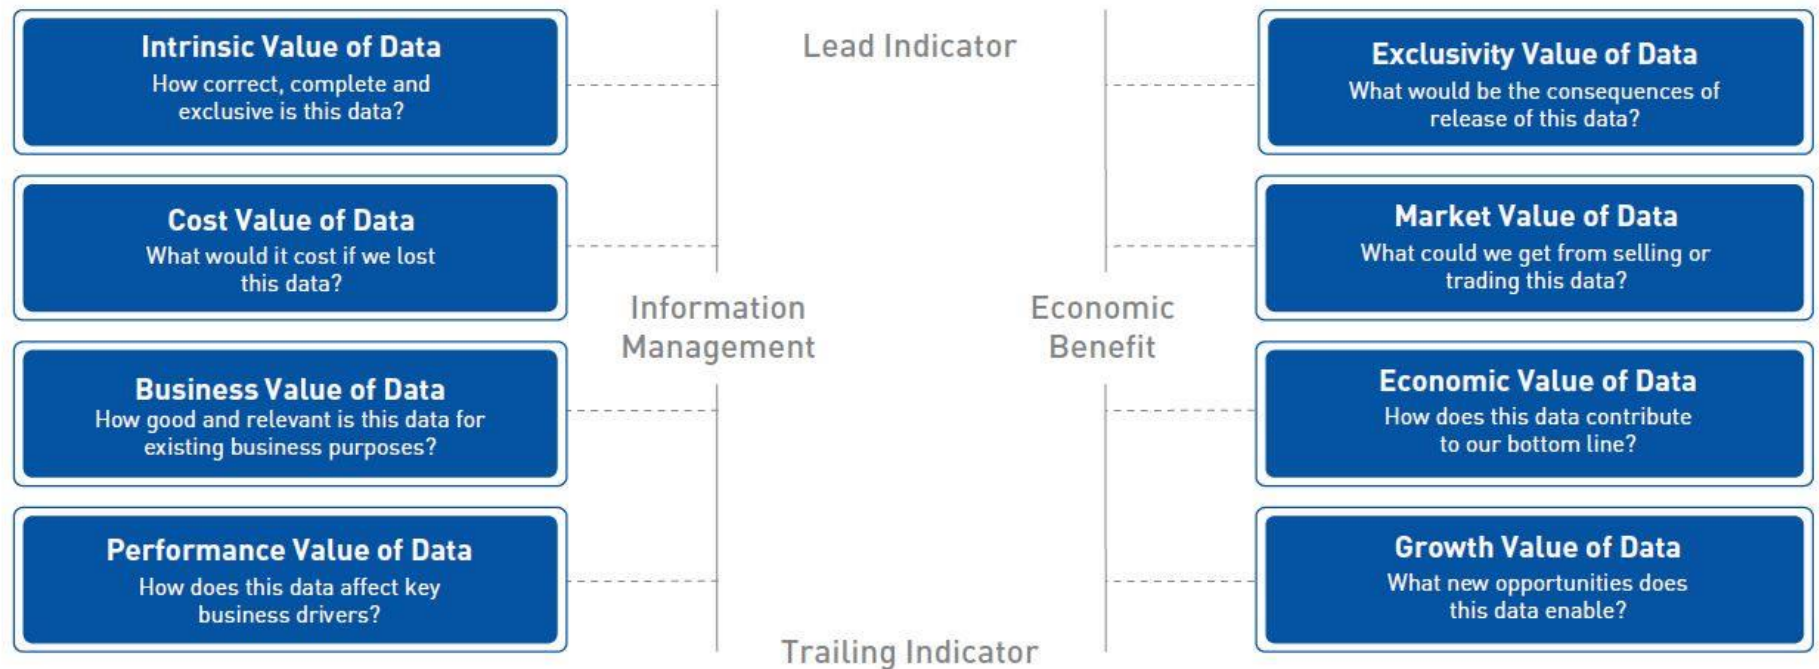 Intrinsic Value of Data
How correct, complete and
exclusive is this data?
Cost Value of Data
What would it cost if we lost
this data?
Business Value of Data
How good and relevant is this data for
existing business purposes?
Performance Value of Data
How does this data affect key
business drivers?
Lead Indicator
Information
Management
Economic
Benefit
Trailing Indicator
Exclusivity Value of Data
What would be the consequences of
release of this data?
Market Value of Data
What could we get from selling or
trading this data?
Economic Value of Data
How does this data contribute
to our bottom line?
Growth Value of Data
What new opportunities does
this data enable?